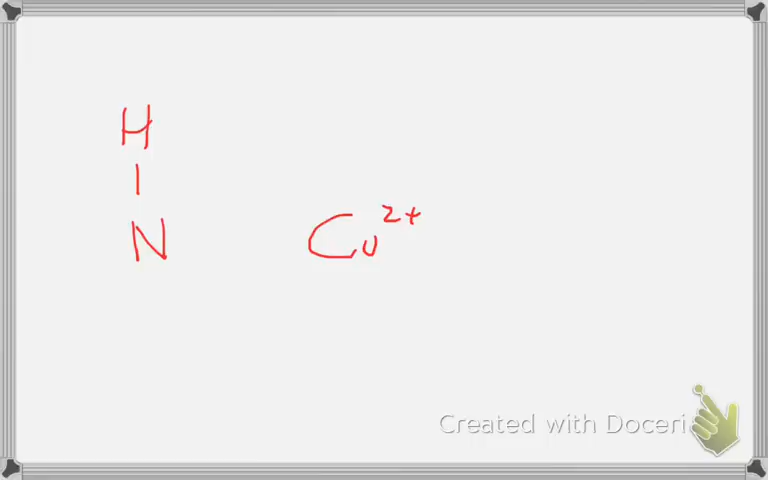 H
|
N Cu²⁺
Created with Doceri